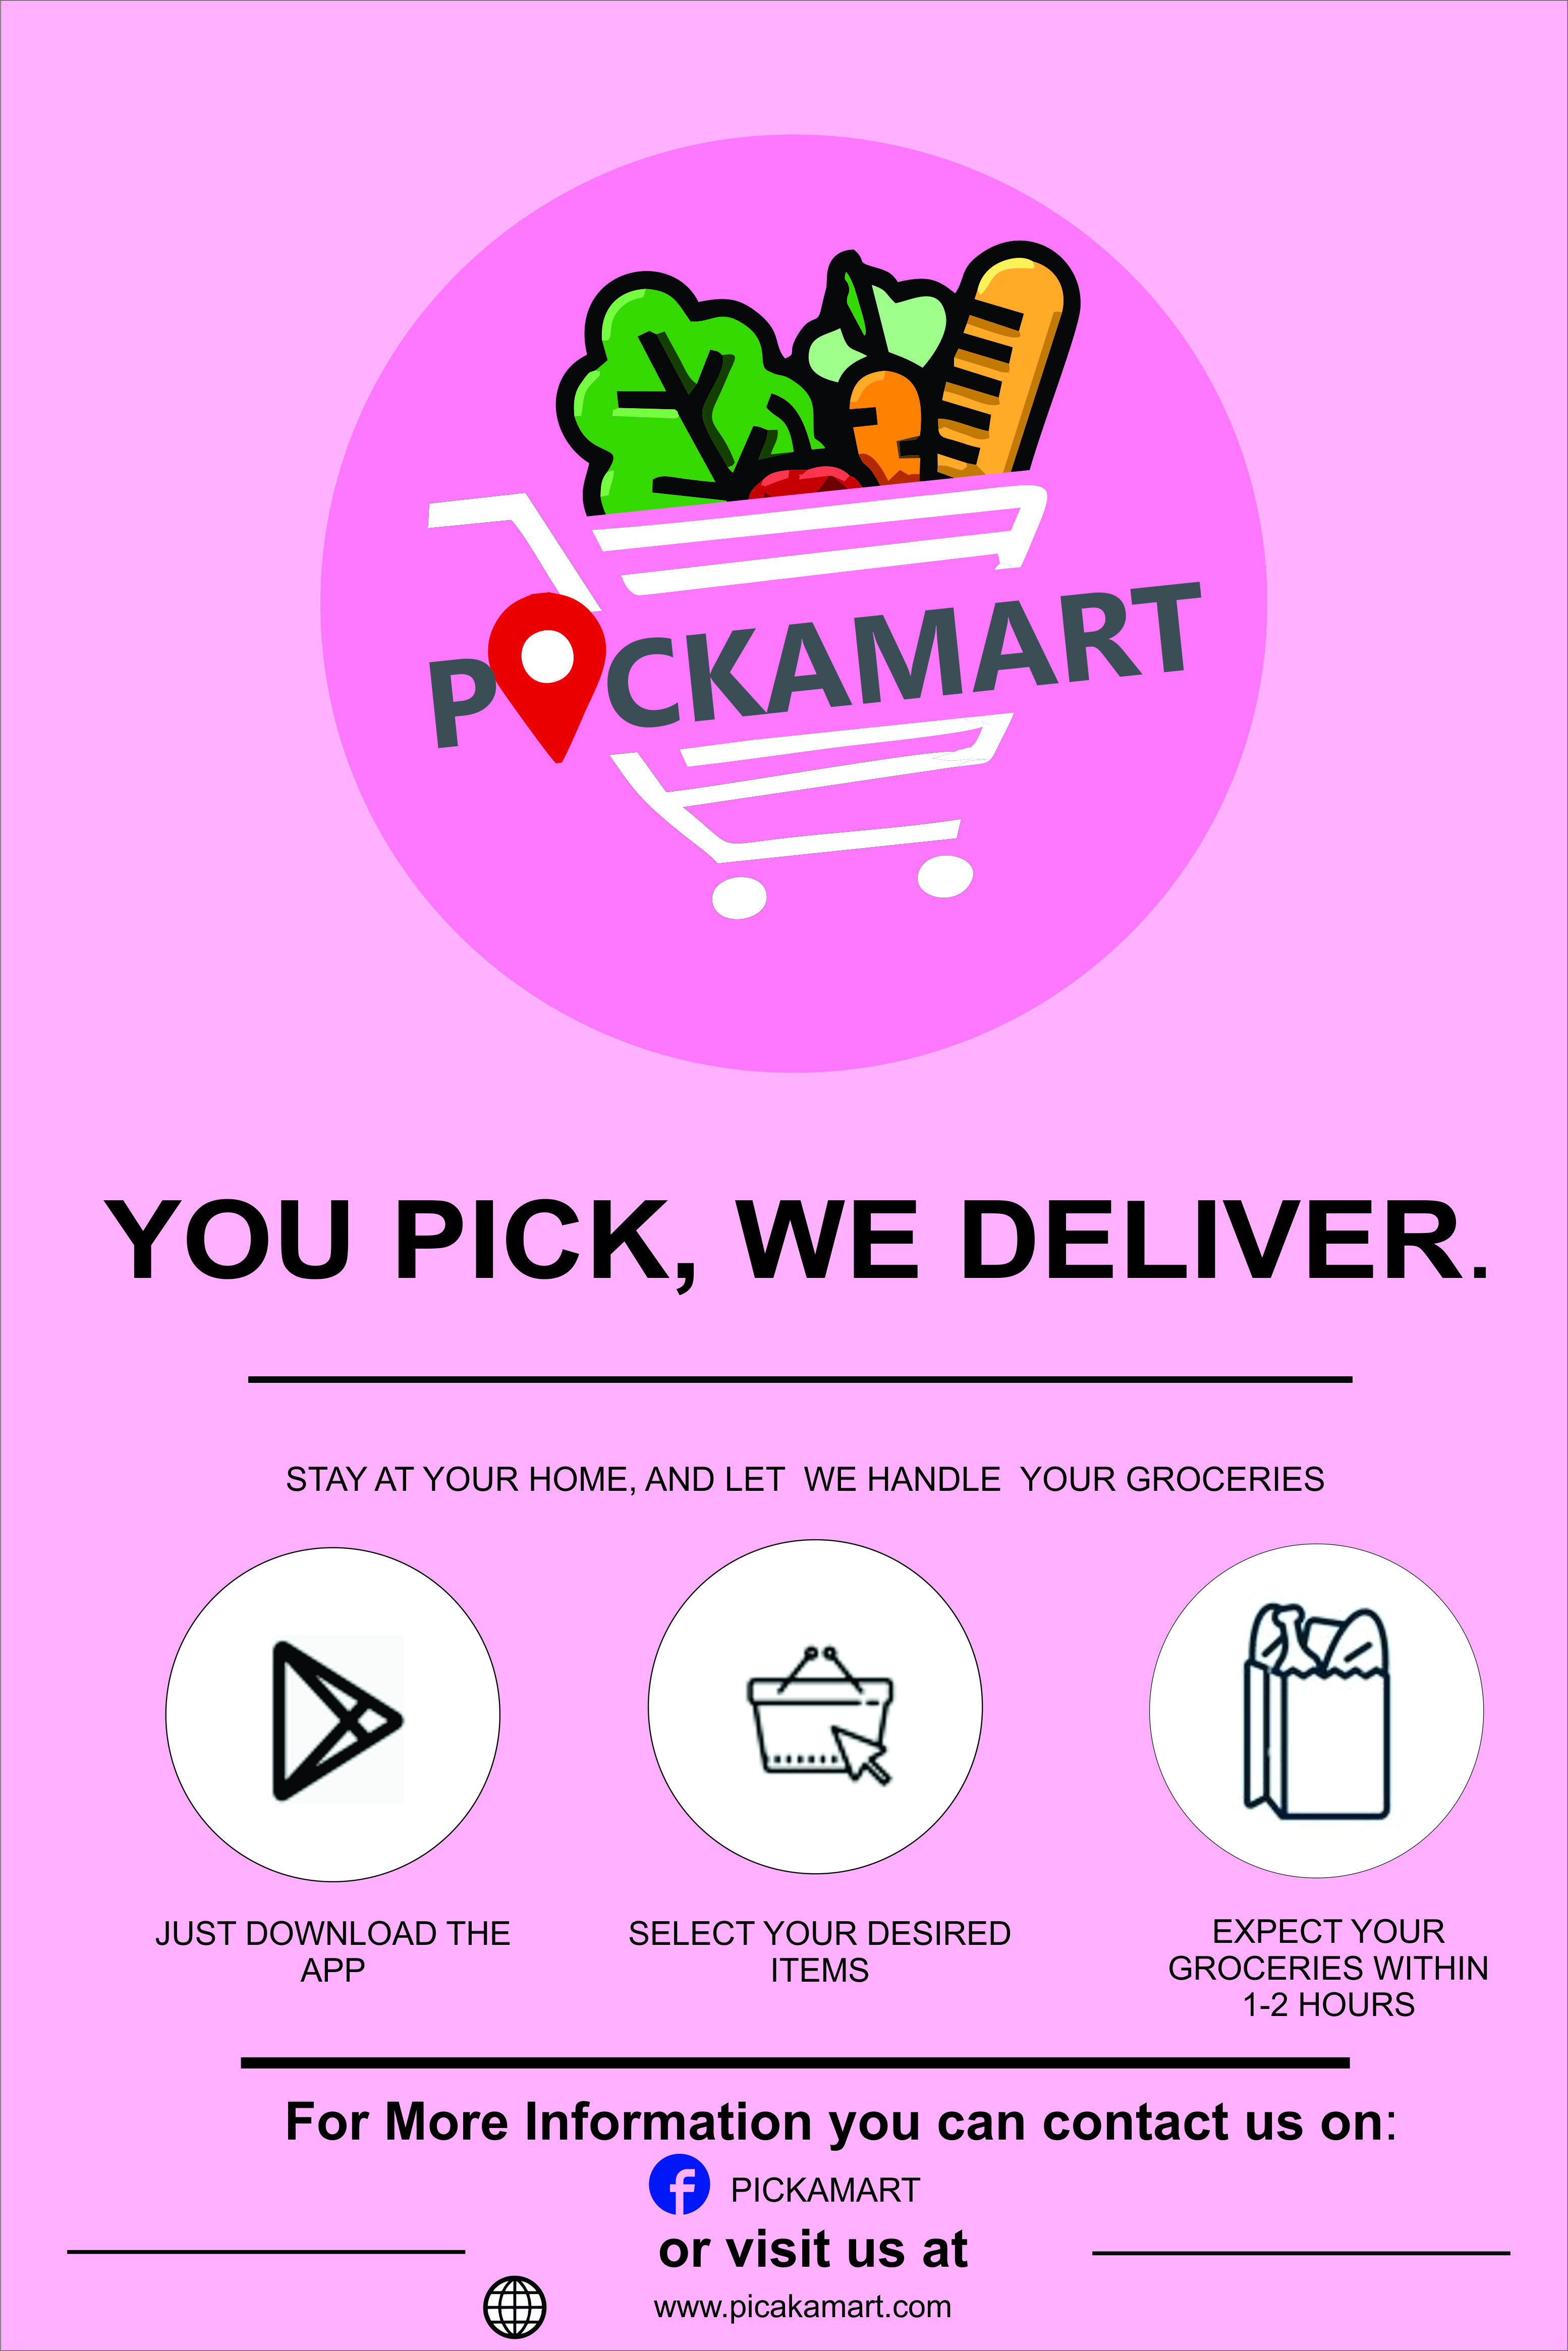 PICKAMART
YOU PICK, WE DELIVER.
STAY AT YOUR HOME, AND LET  WE HANDLE  YOUR GROCERIES
JUST DOWNLOAD THE
APP
SELECT YOUR DESIRED
ITEMS
EXPECT YOUR
GROCERIES WITHIN
1-2 HOURS
For More Information you can contact us on:
PICKAMART
or visit us at
www.picakamart.com